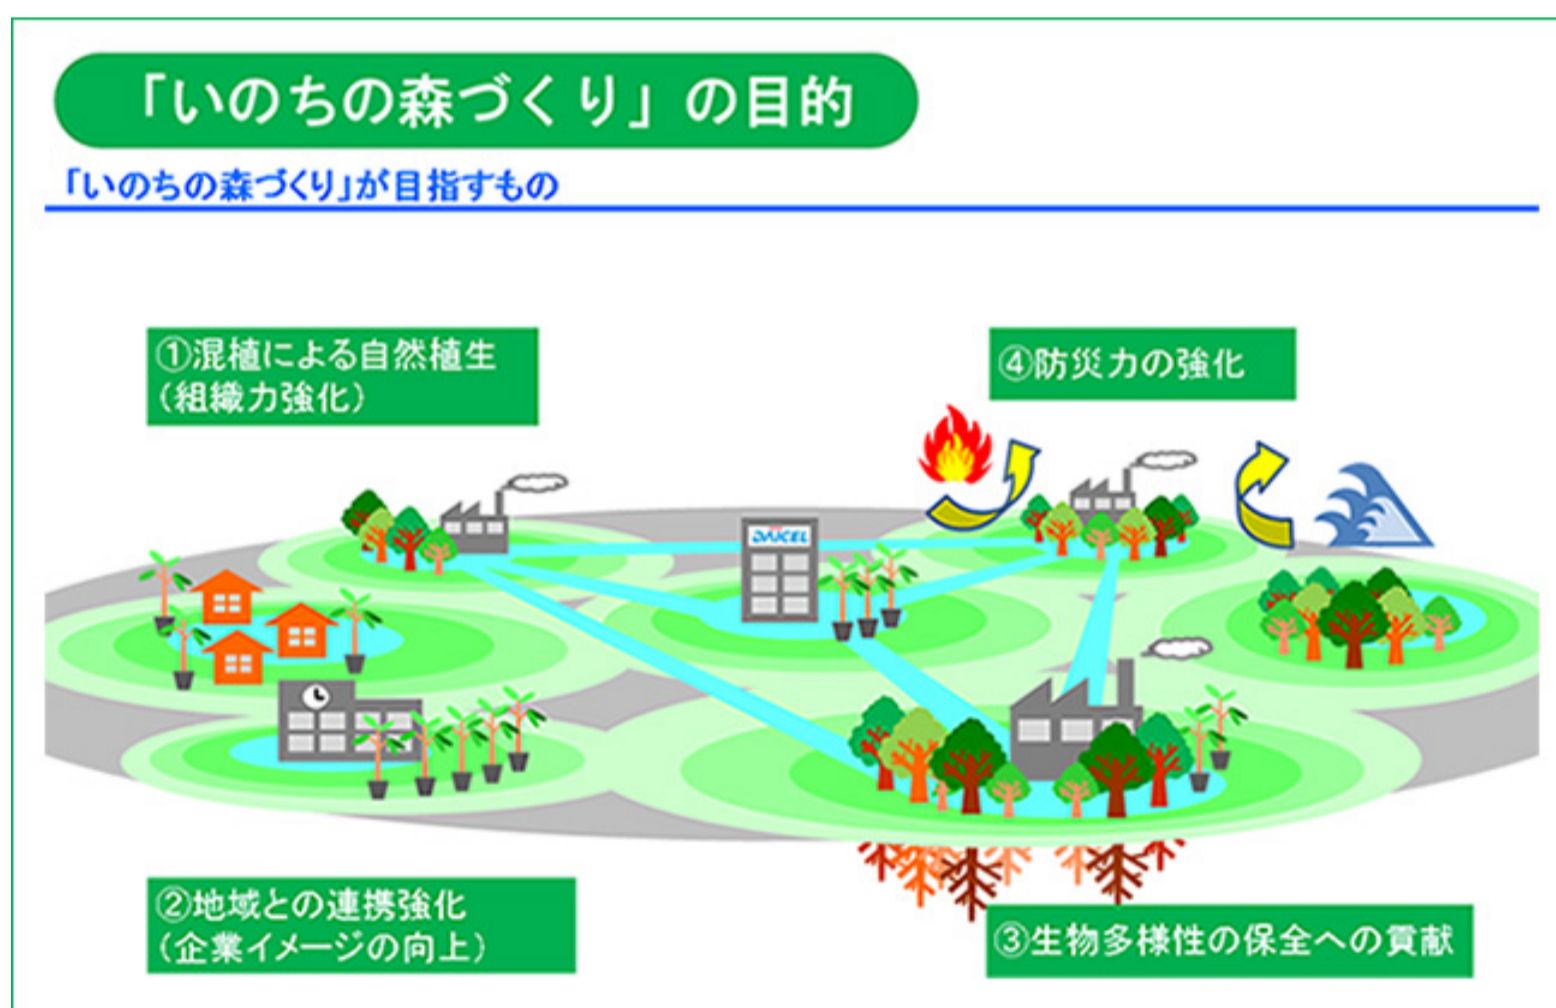 「いのちの森づくり」の目的
「いのちの森づくり」が目指すもの
①混植による自然植生
（組織力強化）
④防災力の強化
DAICEL
②地域との連携強化
（企業イメージの向上）
③生物多様性の保全への貢献